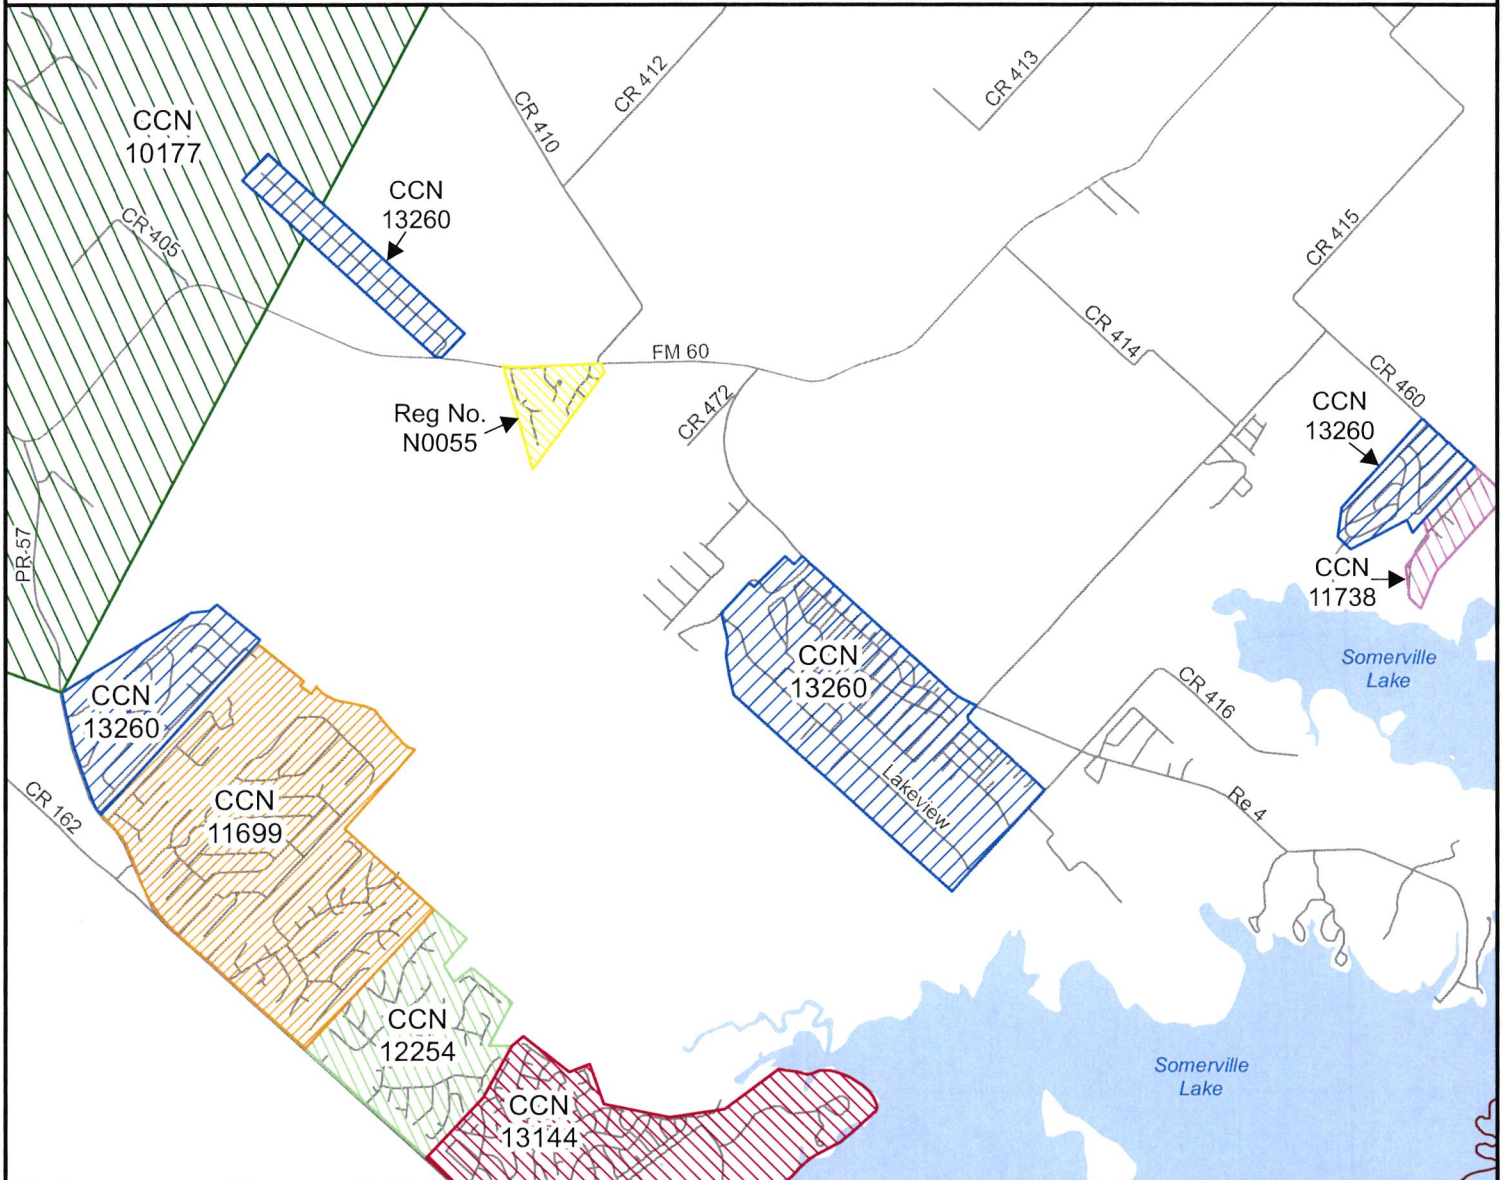 CR 412
CR 413
CR 410
CCN
10177
CCN
13260
CR 405
CR 415
CR 414
FM 60
CR 460
CR 472
Reg No.
N0055
CCN
13260
PR-57
CCN
11738
Somerville
Lake
CCN
13260
CR 416
CCN
13260
Lakeview
Re 4
CR 162
CCN
11699
CCN
12254
Somerville
Lake
CCN
13144